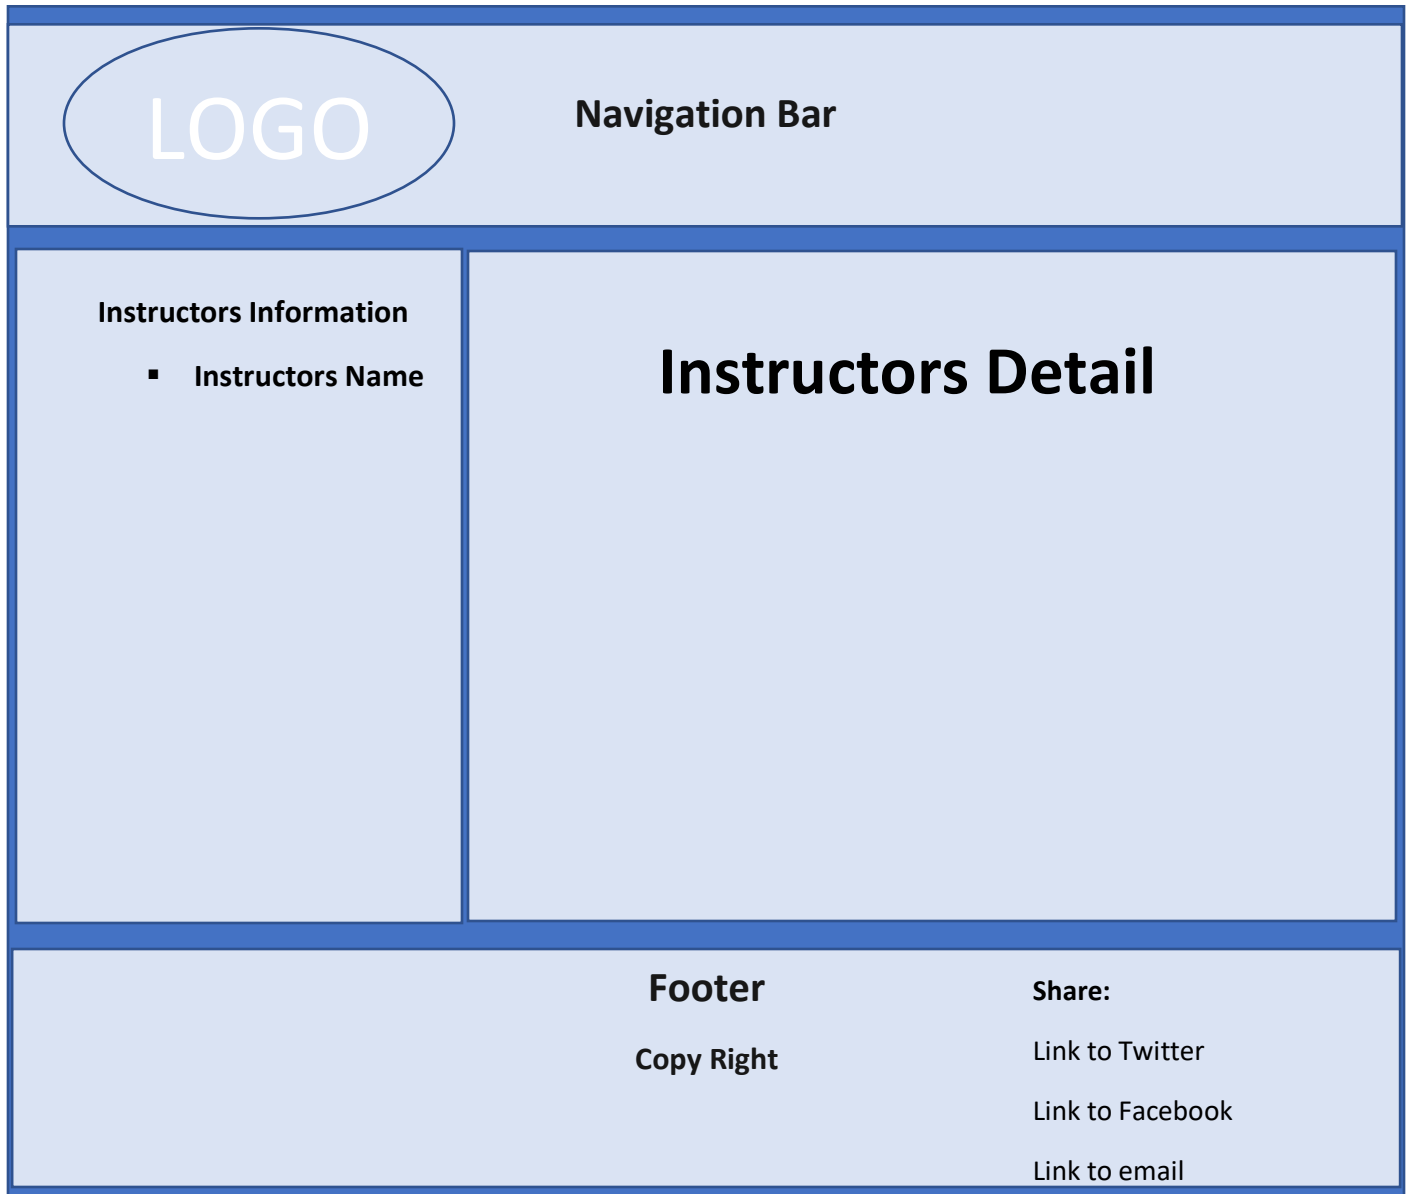 LOGO
Navigation Bar
Instructors Information
▪ Instructors Name
Instructors Detail
Footer
Copy Right
Share:
Link to Twitter
Link to Facebook
Link to email